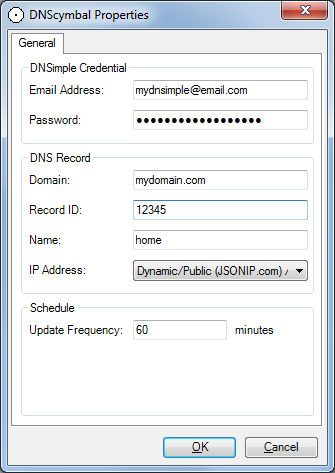 DNScymbal Properties
General
DNSimple Credential
Email Address: mydnsimple@email.com
Password: ●●●●●●●●●●●●●●●●●●
DNS Record
Domain: mydomain.com
Record ID: 12345
Name: home
IP Address: Dynamic/Public (JSONIP.com)
Schedule
Update Frequency: 60 minutes
OK Cancel